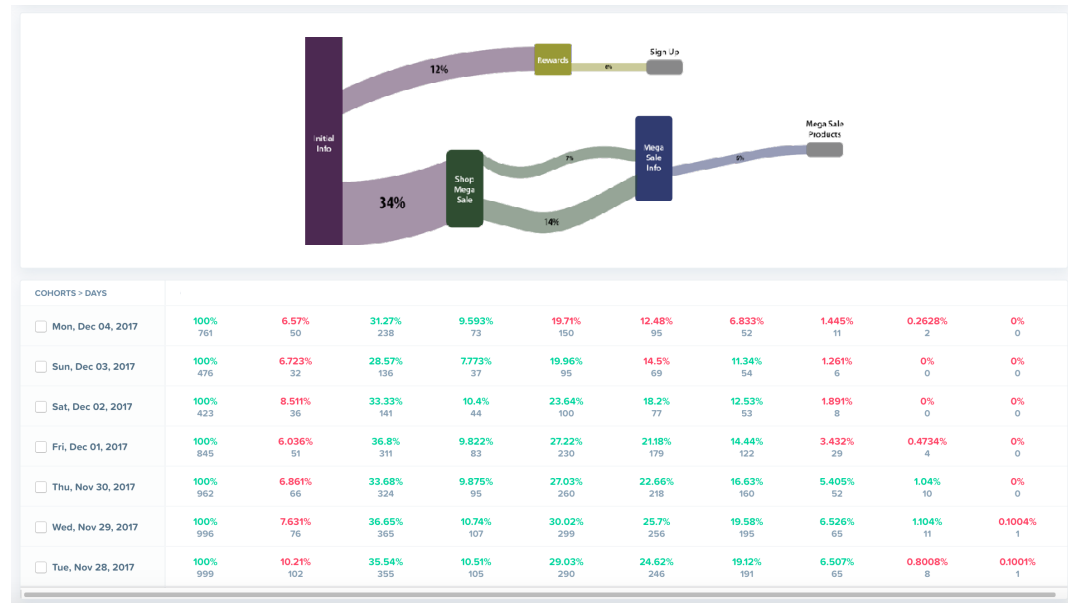 Sign Up
Rewards
12%
6%
Mega Sale
Products
Initial
Info
Mega
Sale
Info
7%
Shop
Mega
Sale
34%
14%
COHORTS > DAYS
Mon, Dec 04, 2017 100% 6.57% 31.27% 9.593% 19.71% 12.48% 6.833% 1.445% 0.2628% 0%
761 50 238 73 150 95 52 11 2 0
Sun, Dec 03, 2017 100% 6.723% 28.57% 7.773% 19.96% 14.5% 11.34% 1.261% 0% 0%
476 32 136 37 95 69 54 6 0 0
Sat, Dec 02, 2017 100% 8.511% 33.33% 10.4% 23.64% 18.2% 12.53% 1.891% 0% 0%
423 36 141 44 100 77 53 8 0 0
Fri, Dec 01, 2017 100% 6.036% 36.8% 9.822% 27.22% 21.18% 14.44% 3.432% 0.4734% 0%
845 51 311 83 230 179 122 29 4 0
Thu, Nov 30, 2017 100% 6.861% 33.68% 9.875% 27.03% 22.66% 16.63% 5.405% 1.04% 0%
962 66 324 95 260 218 160 52 10 0
Wed, Nov 29, 2017 100% 7.631% 36.65% 10.74% 30.02% 25.7% 19.58% 6.526% 1.104% 0.1004%
996 76 365 107 299 256 195 65 11 1
Tue, Nov 28, 2017 100% 10.21% 35.54% 10.51% 29.03% 24.62% 19.12% 6.507% 0.8008% 0.1001%
999 102 355 105 290 246 191 65 8 1